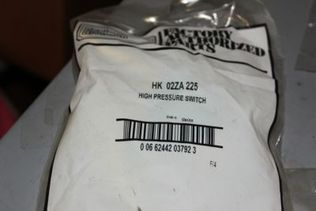 FACTORY
AUTHORIZED
PARTS
HK 02ZA 225
HIGH PRESSURE SWITCH
0 06 62442 03792 3